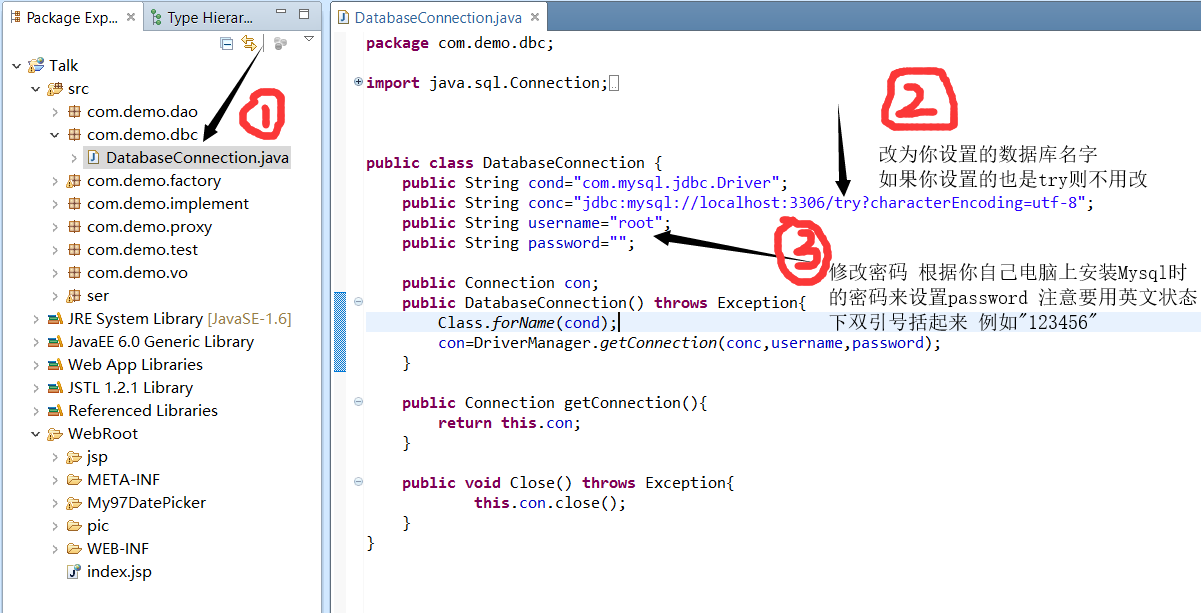 Package Exp...
Type Hierar...
Talk
src
com.demo.dao
com.demo.dbc
DatabaseConnection.java
com.demo.factory
com.demo.implement
com.demo.proxy
com.demo.test
com.demo.vo
ser
JRE System Library [JavaSE-1.6]
JavaEE 6.0 Generic Library
Web App Libraries
JSTL 1.2.1 Library
Referenced Libraries
WebRoot
jsp
META-INF
My97DatePicker
pic
WEB-INF
index.jsp
1
DatabaseConnection.java
package com.demo.dbc;
import java.sql.Connection;
public class DatabaseConnection {
public String cond="com.mysql.jdbc.Driver";
public String conc="jdbc:mysql://localhost:3306/try?characterEncoding=utf-8";
public String username="root";
public String password="";
public Connection con;
public DatabaseConnection() throws Exception{
Class.forName(cond);
con=DriverManager.getConnection(conc,username,password);
}
public Connection getConnection(){
return this.con;
}
public void Close() throws Exception{
this.con.close();
}
}
2
改为你设置的数据库名字
如果你设置的也是try则不用改
3
修改密码 根据你自己电脑上安装Mysql时
的密码来设置password 注意要用英文状态
下双引号括起来 例如"123456"